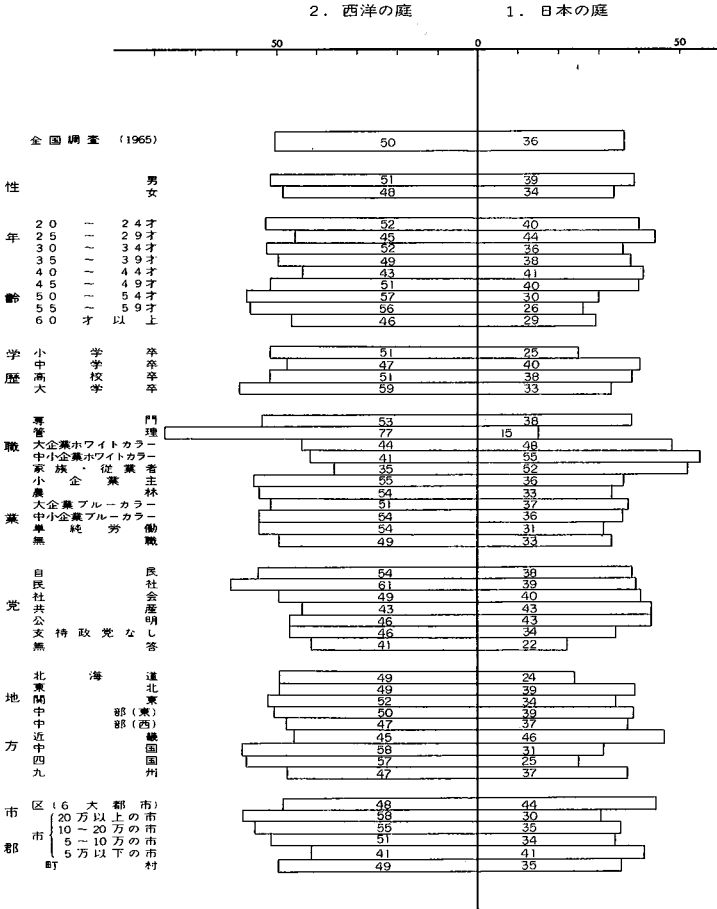 2. 西洋の庭 1. 日本の庭
50 0 50
全国調査 (1965) 50 36
性
男 51 39
女 48 34
年齢
20 ～ 24才 52 40
25 ～ 29才 45 44
30 ～ 34才 52 36
35 ～ 39才 49 38
40 ～ 44才 43 41
45 ～ 49才 51 40
50 ～ 54才 57 30
55 ～ 59才 56 26
60 才以上 46 29
学歴
小学卒 51 25
中学卒 47 40
高校卒 51 38
大学卒 59 33
職業
専門 53 38
管理 77 15
大企業ホワイトカラー 44 48
中小企業ホワイトカラー 41 55
家族・従業者 35 52
小企業主 55 36
農林 54 33
大企業ブルーカラー 51 37
中小企業ブルーカラー 54 36
単純労働 54 31
無職 49 33
党
自民 54 38
民社 61 39
社会 49 40
共産 43 43
公明 46 43
支持政党なし 46 34
無答 41 22
地方
北海道 49 24
東北 49 39
関東 52 34
中部(東) 50 39
中部(西) 47 37
近畿 45 46
中国 58 31
四国 57 25
九州 47 37
市郡
区(6大都市) 48 44
市
20万以上の市 58 30
10～20万の市 55 35
5～10万の市 51 34
5万以下の市 41 41
町村 49 35